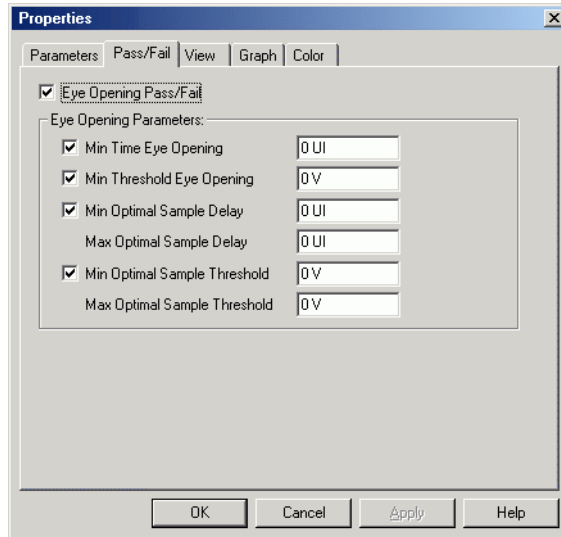 Properties
Parameters Pass/Fail View Graph Color
Eye Opening Pass/Fail
Eye Opening Parameters:
Min Time Eye Opening 0 UI
Min Threshold Eye Opening 0 V
Min Optimal Sample Delay 0 UI
Max Optimal Sample Delay 0 UI
Min Optimal Sample Threshold 0 V
Max Optimal Sample Threshold 0 V
OK Cancel Apply Help